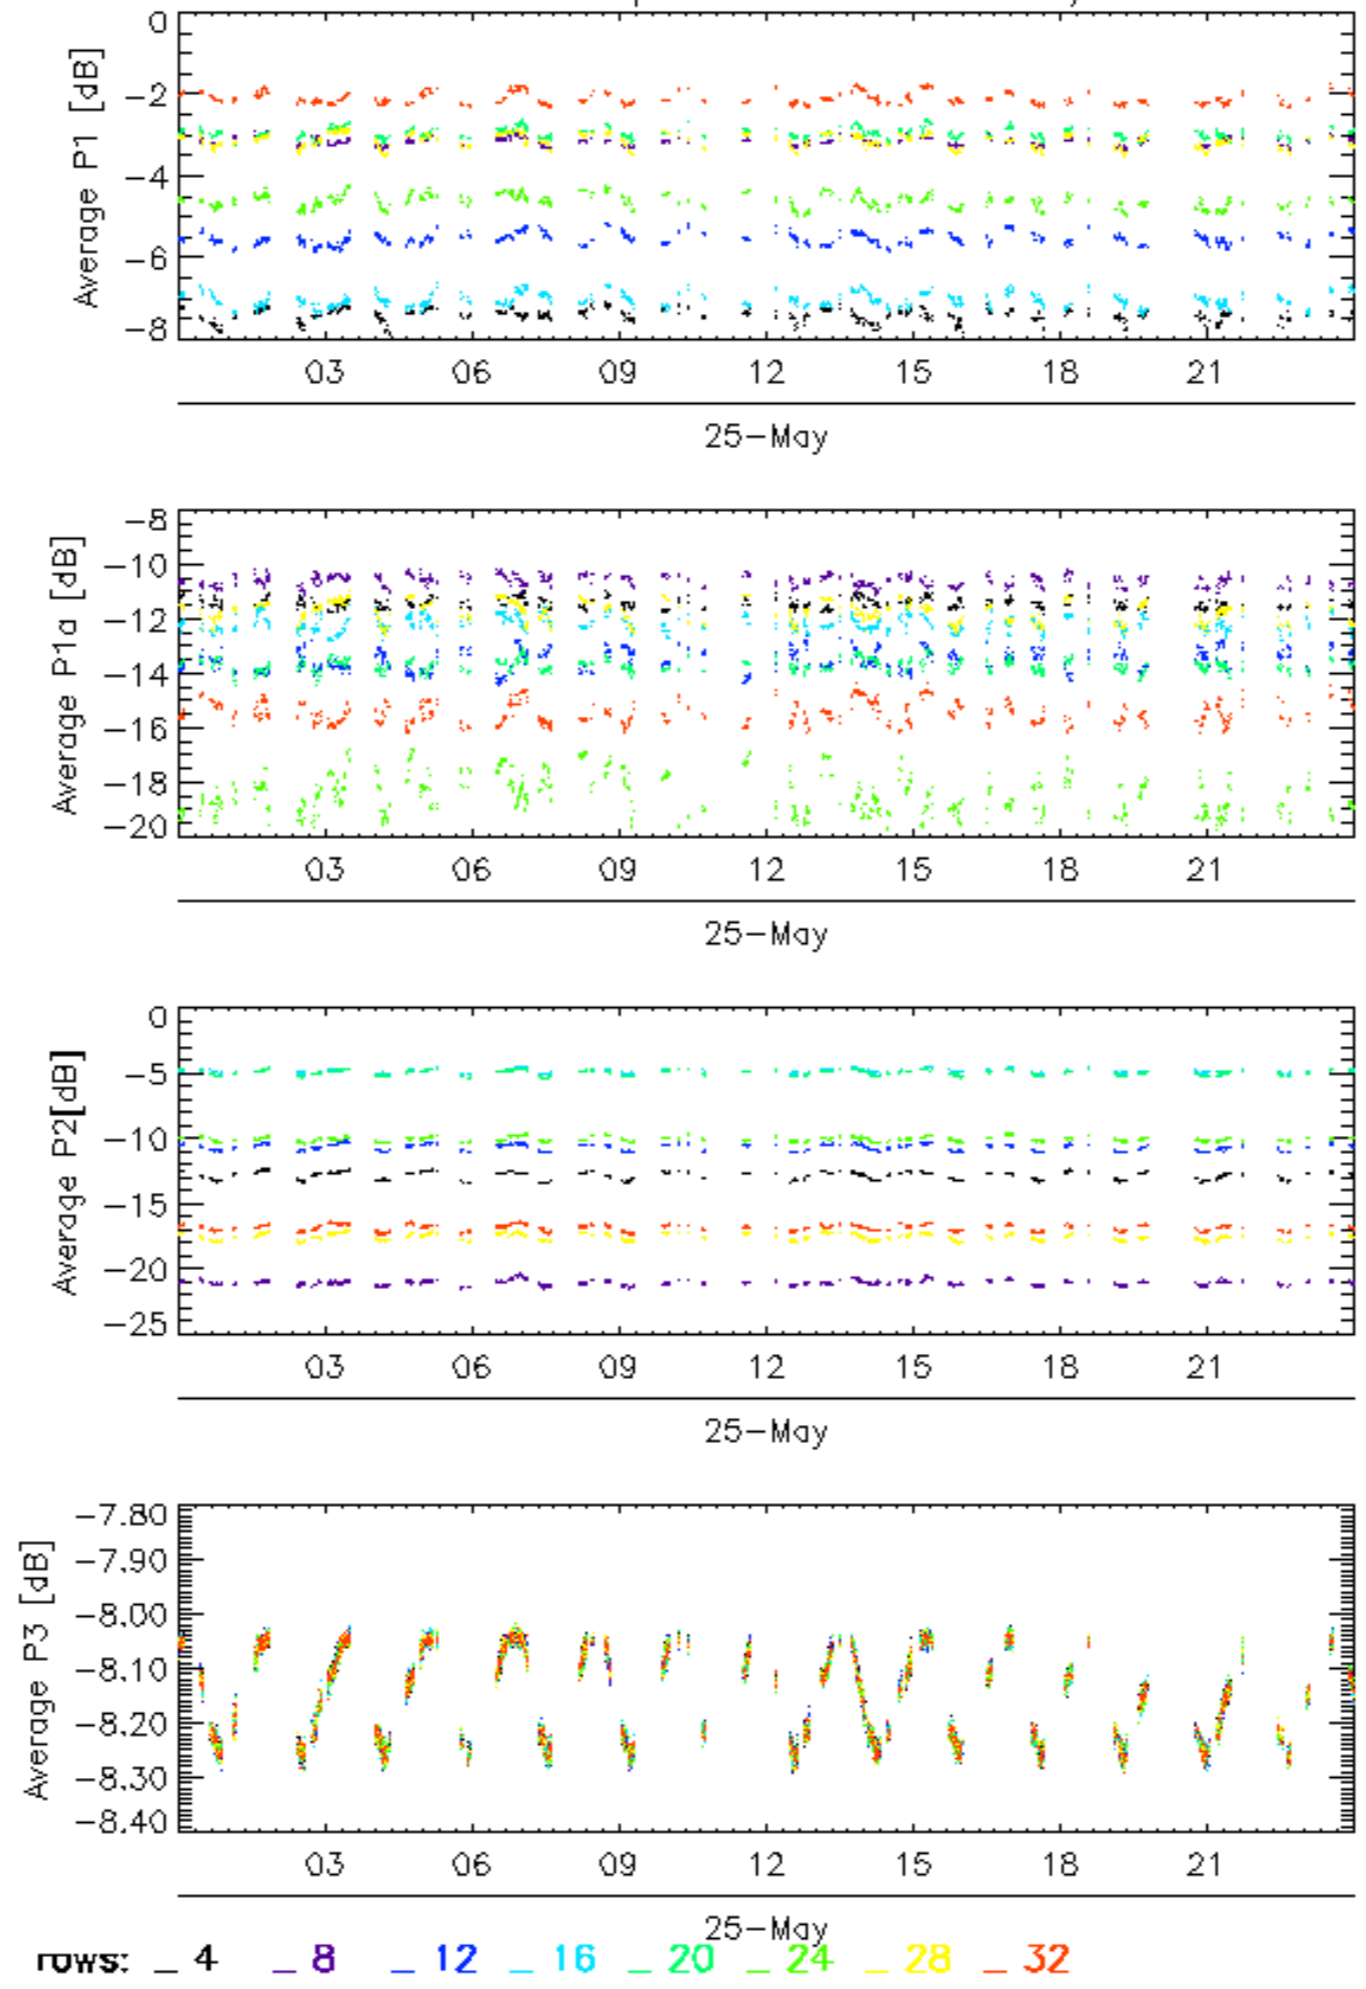 Average P1 [dB]
0
-2
-4
-6
-8
03 06 09 12 15 18 21
25-May
Average P1a [dB]
-8
-10
-12
-14
-16
-18
-20
03 06 09 12 15 18 21
25-May
Average P2[dB]
0
-5
-10
-15
-20
-25
03 06 09 12 15 18 21
25-May
Average P3 [dB]
-7.80
-7.90
-8.00
-8.10
-8.20
-8.30
-8.40
03 06 09 12 15 18 21
25-May
rows: _ 4 _ 8 _ 12 _ 16 _ 20 _ 24 _ 28 _ 32